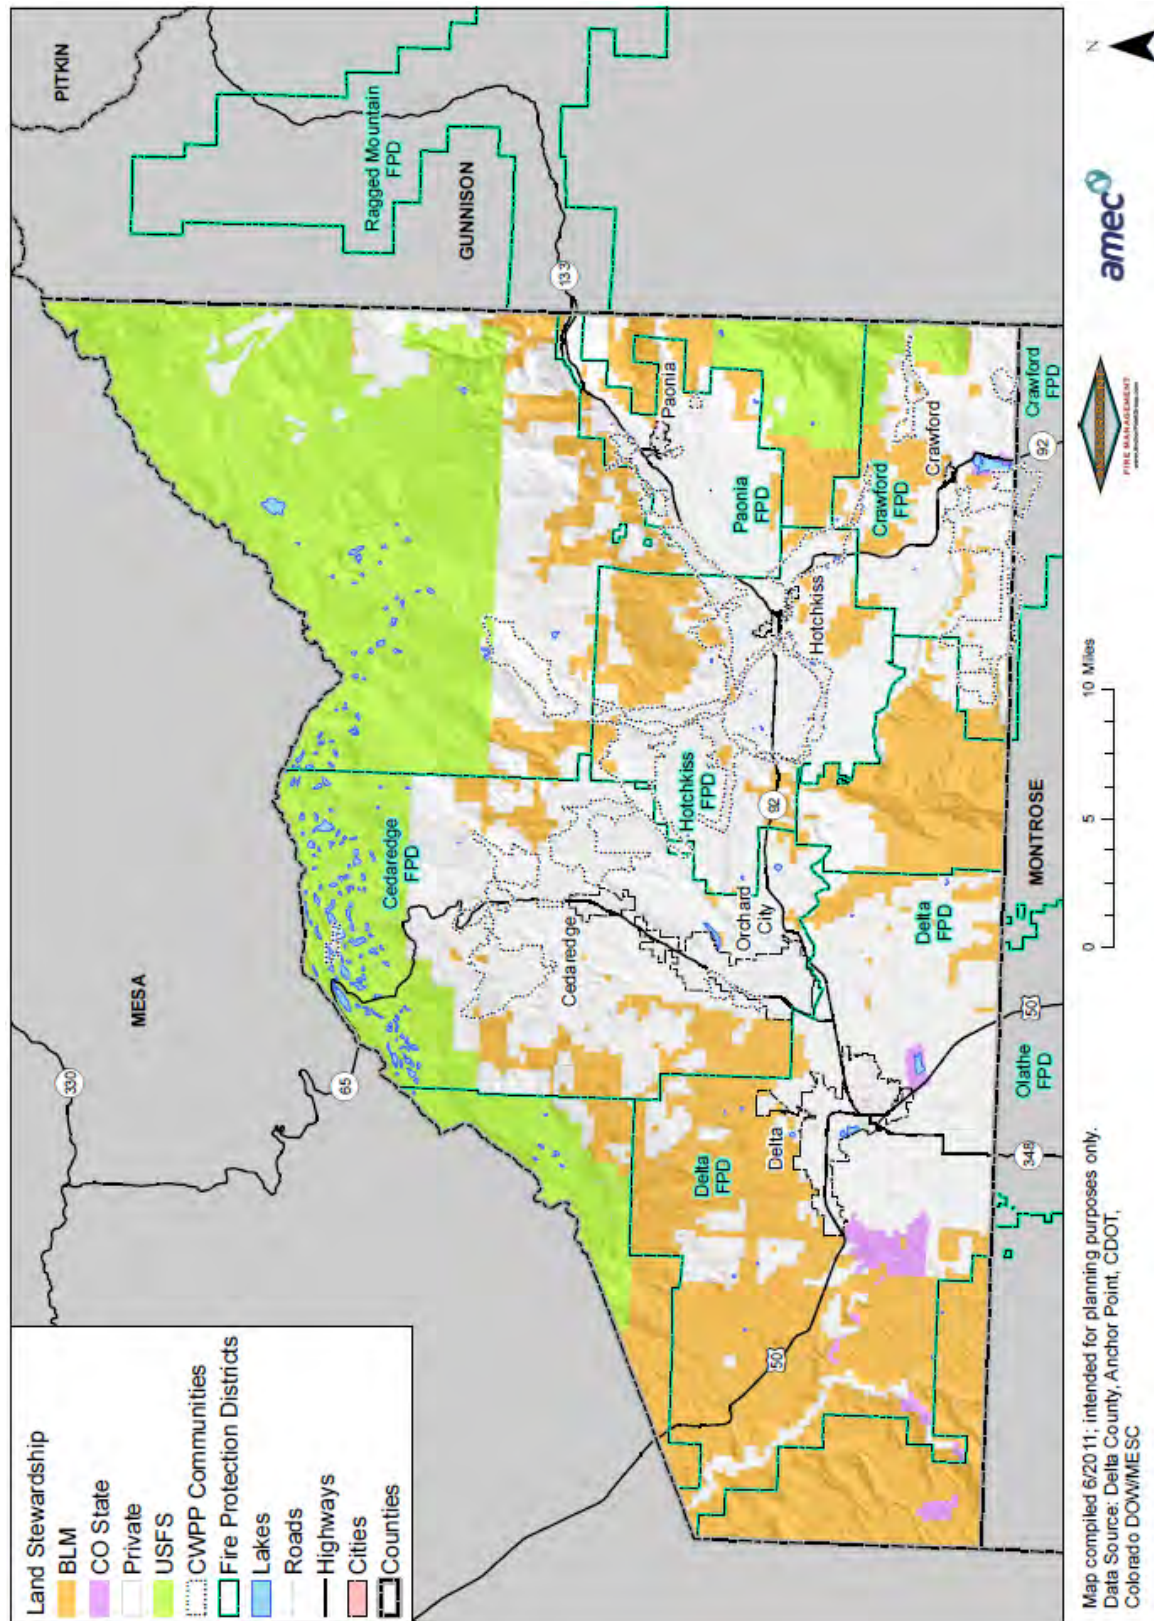 Land Stewardship
BLM
CO State
Private
USFS
CWPP Communities
Fire Protection Districts
Lakes
Roads
Highways
Cities
Counties
330
MESA
65
PITKIN
Ragged Mountain
FPD
GUNNISON
133
Cedaredge
FPD
Cedaredge
Hotchkiss
FPD
Orchard
City
92
Hotchkiss
Paonia
Paonia
FPD
Crawford
FPD
Crawford
Crawford
FPD
92
Delta
FPD
Delta
50
Delta
FPD
50
348
Olathe
FPD
MONTROSE
0
5
10 Miles
Map compiled 6/2011; intended for planning purposes only.
Data Source: Delta County, Anchor Point, CDOT,
Colorado DOW/MESC
FIRE MANAGEMENT
amec
N